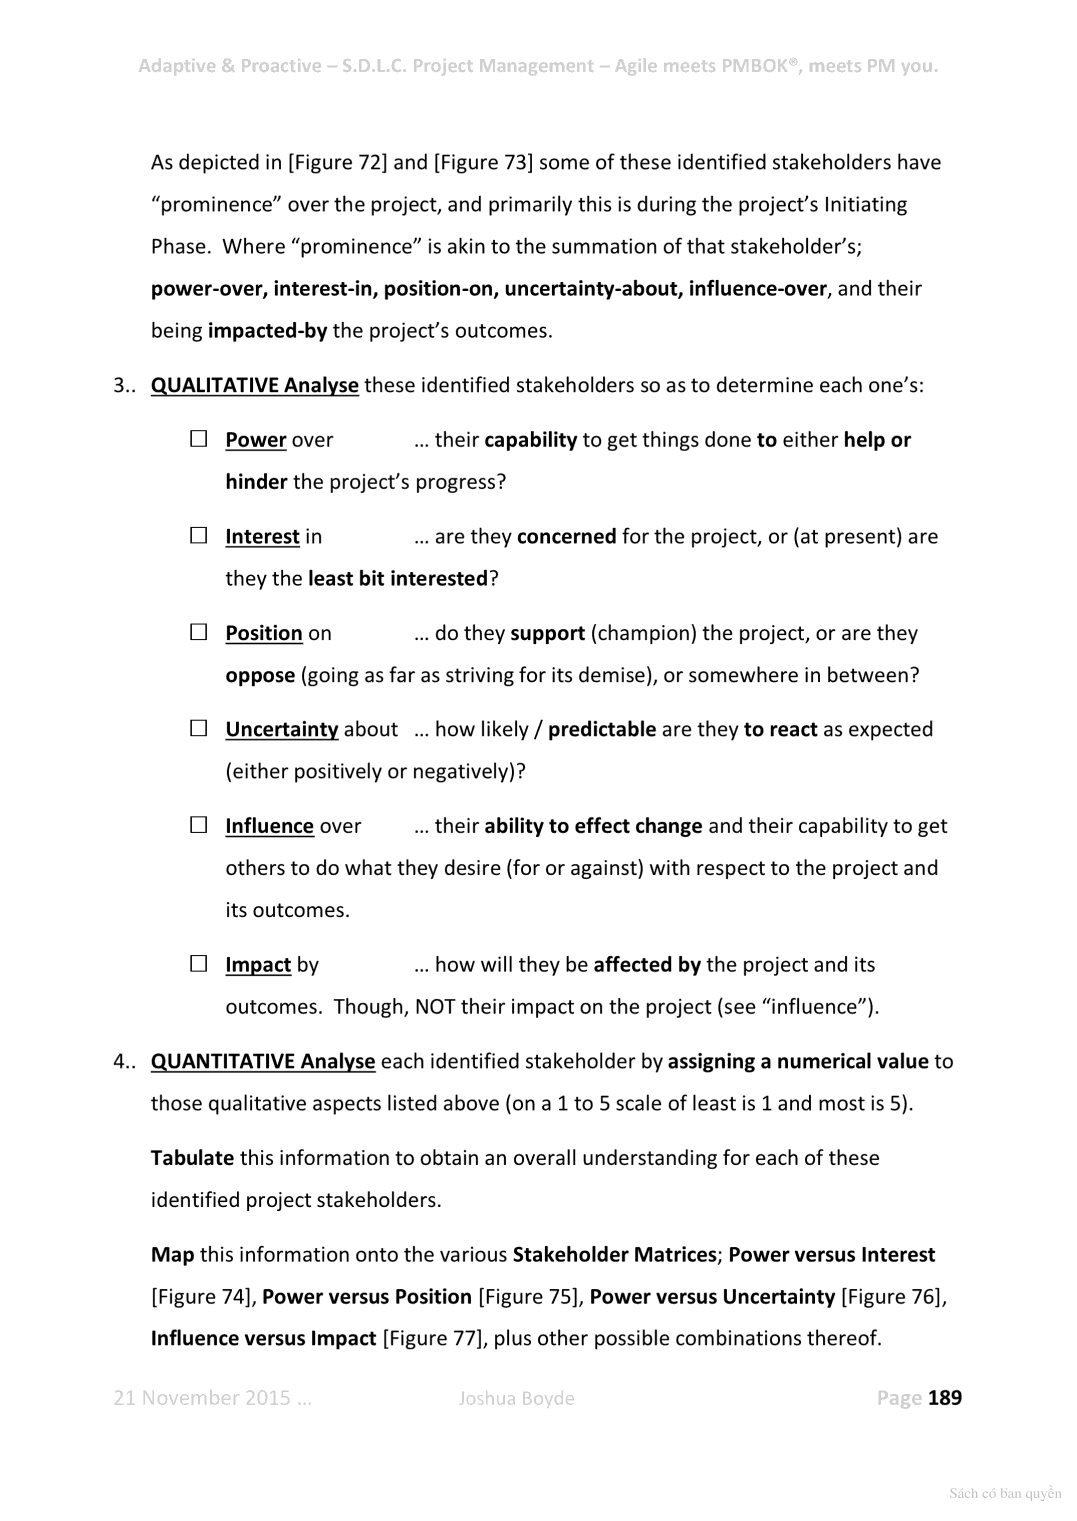 Adaptive & Proactive – S.D.L.C. Project Management – Agile meets PMBOK®, meets PM you.
As depicted in [Figure 72] and [Figure 73] some of these identified stakeholders have
“prominence” over the project, and primarily this is during the project’s Initiating
Phase. Where “prominence” is akin to the summation of that stakeholder’s;
power-over, interest-in, position-on, uncertainty-about, influence-over, and their
being impacted-by the project’s outcomes.
3.. QUALITATIVE Analyse these identified stakeholders so as to determine each one’s:
☐ Power over … their capability to get things done to either help or
hinder the project’s progress?
☐ Interest in … are they concerned for the project, or (at present) are
they the least bit interested?
☐ Position on … do they support (champion) the project, or are they
oppose (going as far as striving for its demise), or somewhere in between?
☐ Uncertainty about … how likely / predictable are they to react as expected
(either positively or negatively)?
☐ Influence over … their ability to effect change and their capability to get
others to do what they desire (for or against) with respect to the project and
its outcomes.
☐ Impact by … how will they be affected by the project and its
outcomes. Though, NOT their impact on the project (see “influence”).
4.. QUANTITATIVE Analyse each identified stakeholder by assigning a numerical value to
those qualitative aspects listed above (on a 1 to 5 scale of least is 1 and most is 5).
Tabulate this information to obtain an overall understanding for each of these
identified project stakeholders.
Map this information onto the various Stakeholder Matrices; Power versus Interest
[Figure 74], Power versus Position [Figure 75], Power versus Uncertainty [Figure 76],
Influence versus Impact [Figure 77], plus other possible combinations thereof.
21 November 2015 … Joshua Boyde Page 189
Sách có bản quyền